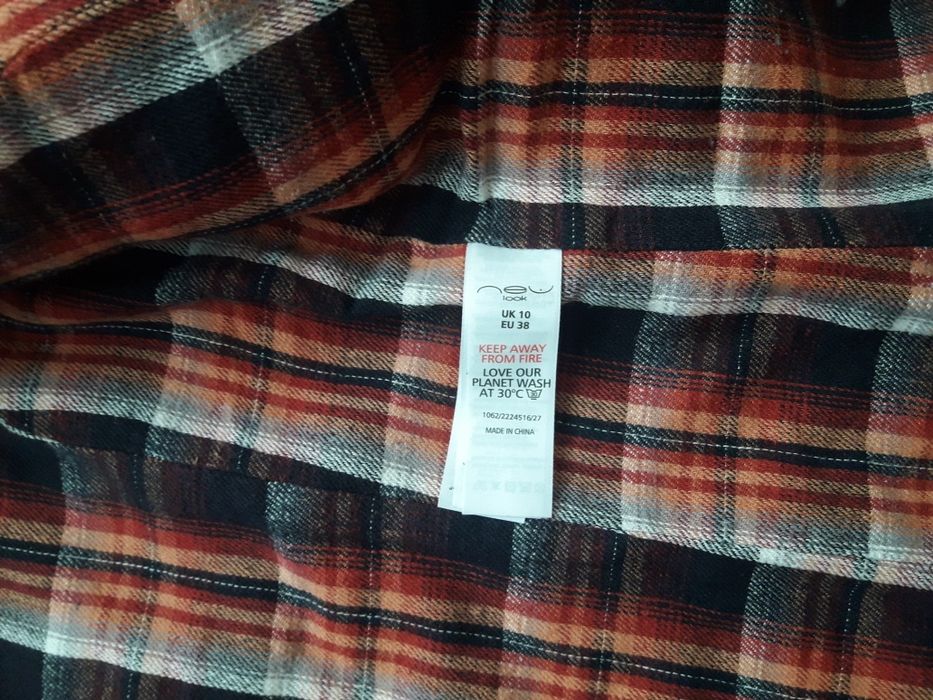 new
look
UK 10
EU 38
KEEP AWAY
FROM FIRE
LOVE OUR
PLANET WASH
AT 30°C
1062/2224516/27
MADE IN CHINA